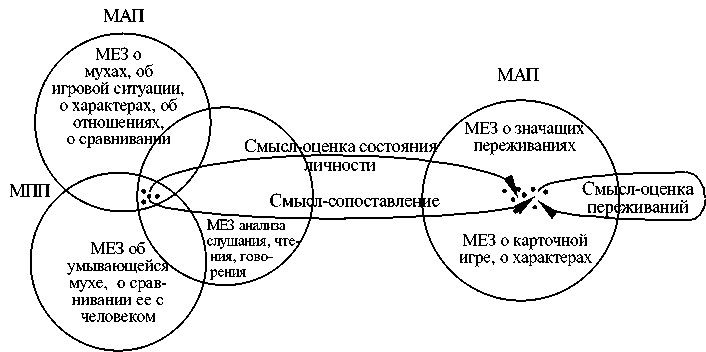 МАП
МЕЗ о
мухах, об
игровой ситуации,
о характерах, об
отношениях,
о сравнивании
МПП
МЕЗ об
умывающейся
мухе, о срав-
нивании ее с
человеком
МЕЗ анализа
слушания, чте-
ния, гово-
рения
Смысл-оценка состояния
личности
Смысл-сопоставление
МАП
МЕЗ о значащих
переживаниях
МЕЗ о карточной
игре, о характерах
Смысл-оценка
переживаний